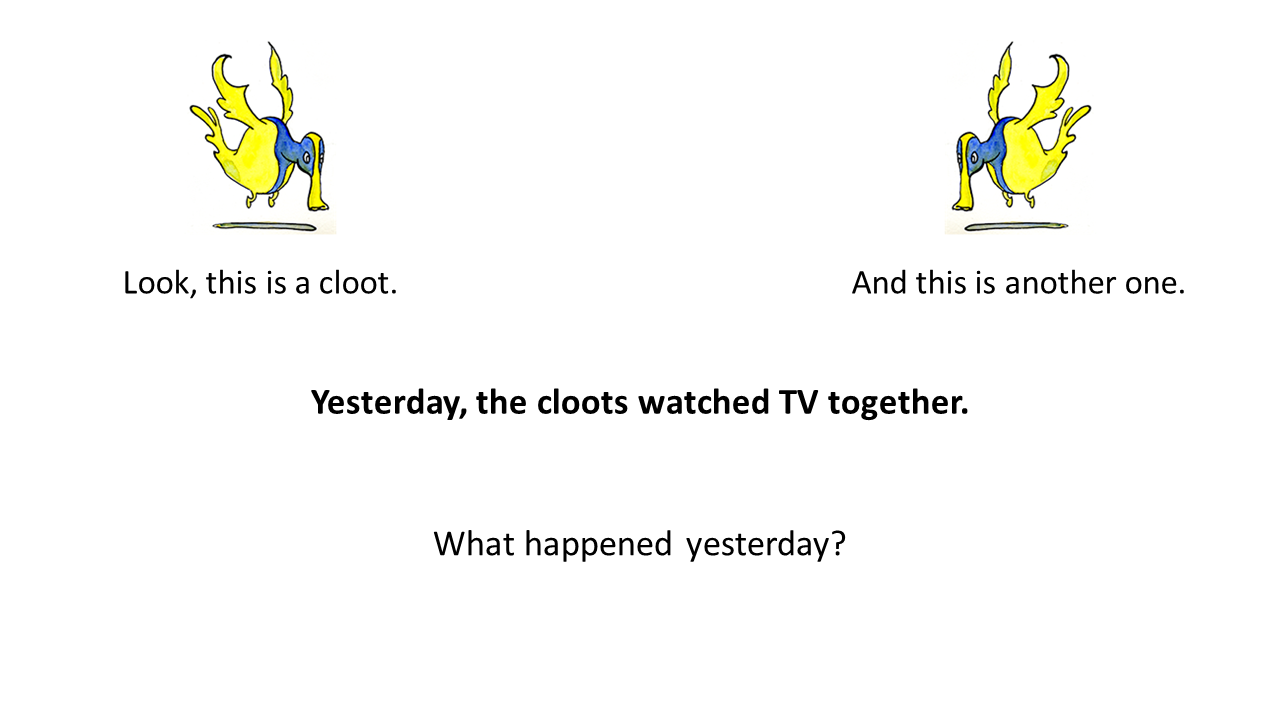 Look, this is a cloot.
And this is another one.
Yesterday, the cloots watched TV together.
What happened yesterday?